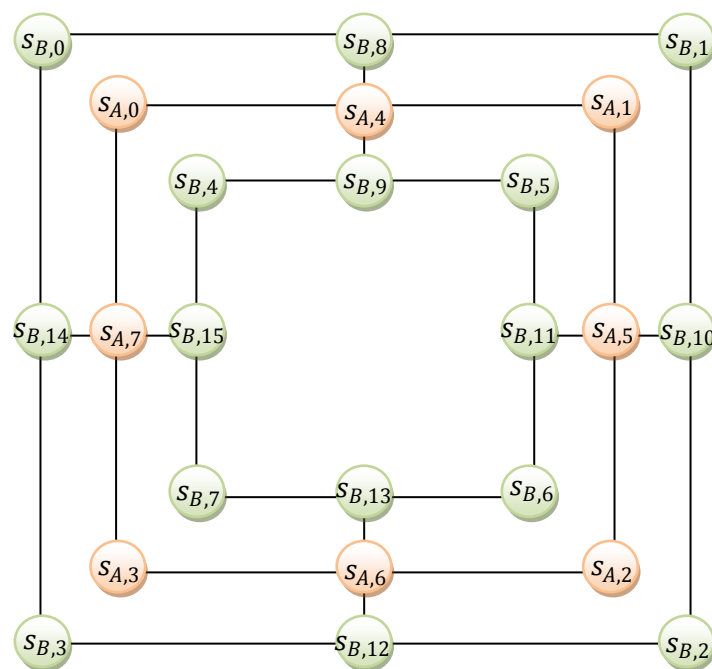 s_{B,0} s_{B,8} s_{B,1}
s_{A,0} s_{A,4} s_{A,1}
s_{B,4} s_{B,9} s_{B,5}
s_{B,14} s_{A,7} s_{B,15} s_{B,11} s_{A,5} s_{B,10}
s_{B,7} s_{B,13} s_{B,6}
s_{A,3} s_{A,6} s_{A,2}
s_{B,3} s_{B,12} s_{B,2}